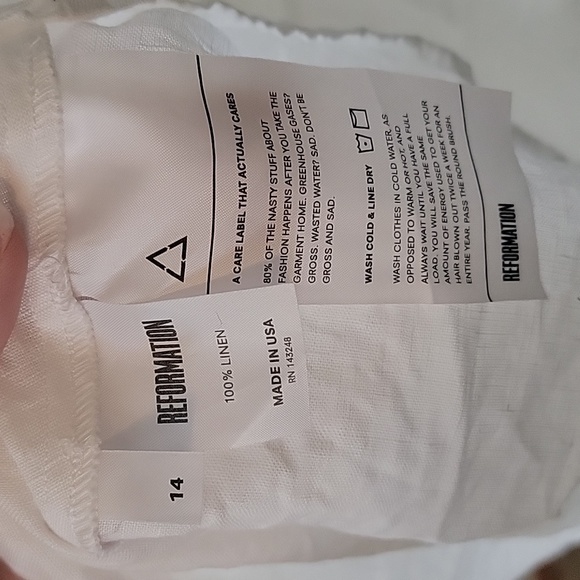 A CARE LABEL THAT ACTUALLY CARES
80% OF THE NASTY STUFF ABOUT
FASHION HAPPENS AFTER YOU TAKE THE
GARMENT HOME. GREENHOUSE GASES?
GROSS. WASTED WATER? SAD. DON'T BE
GROSS AND SAD.
WASH COLD & LINE DRY
WASH CLOTHES IN COLD WATER, AS
OPPOSED TO WARM OR HOT, AND
ALWAYS WAIT UNTIL YOU HAVE A FULL
LOAD. YOU WILL SAVE THE SAME
AMOUNT OF ENERGY USED TO GET YOUR
HAIR BLOWN OUT TWICE A WEEK FOR AN
ENTIRE YEAR. PASS THE ROUND BRUSH.
REFORMATION
REFORMATION
100% LINEN
MADE IN USA
RN 143248
14